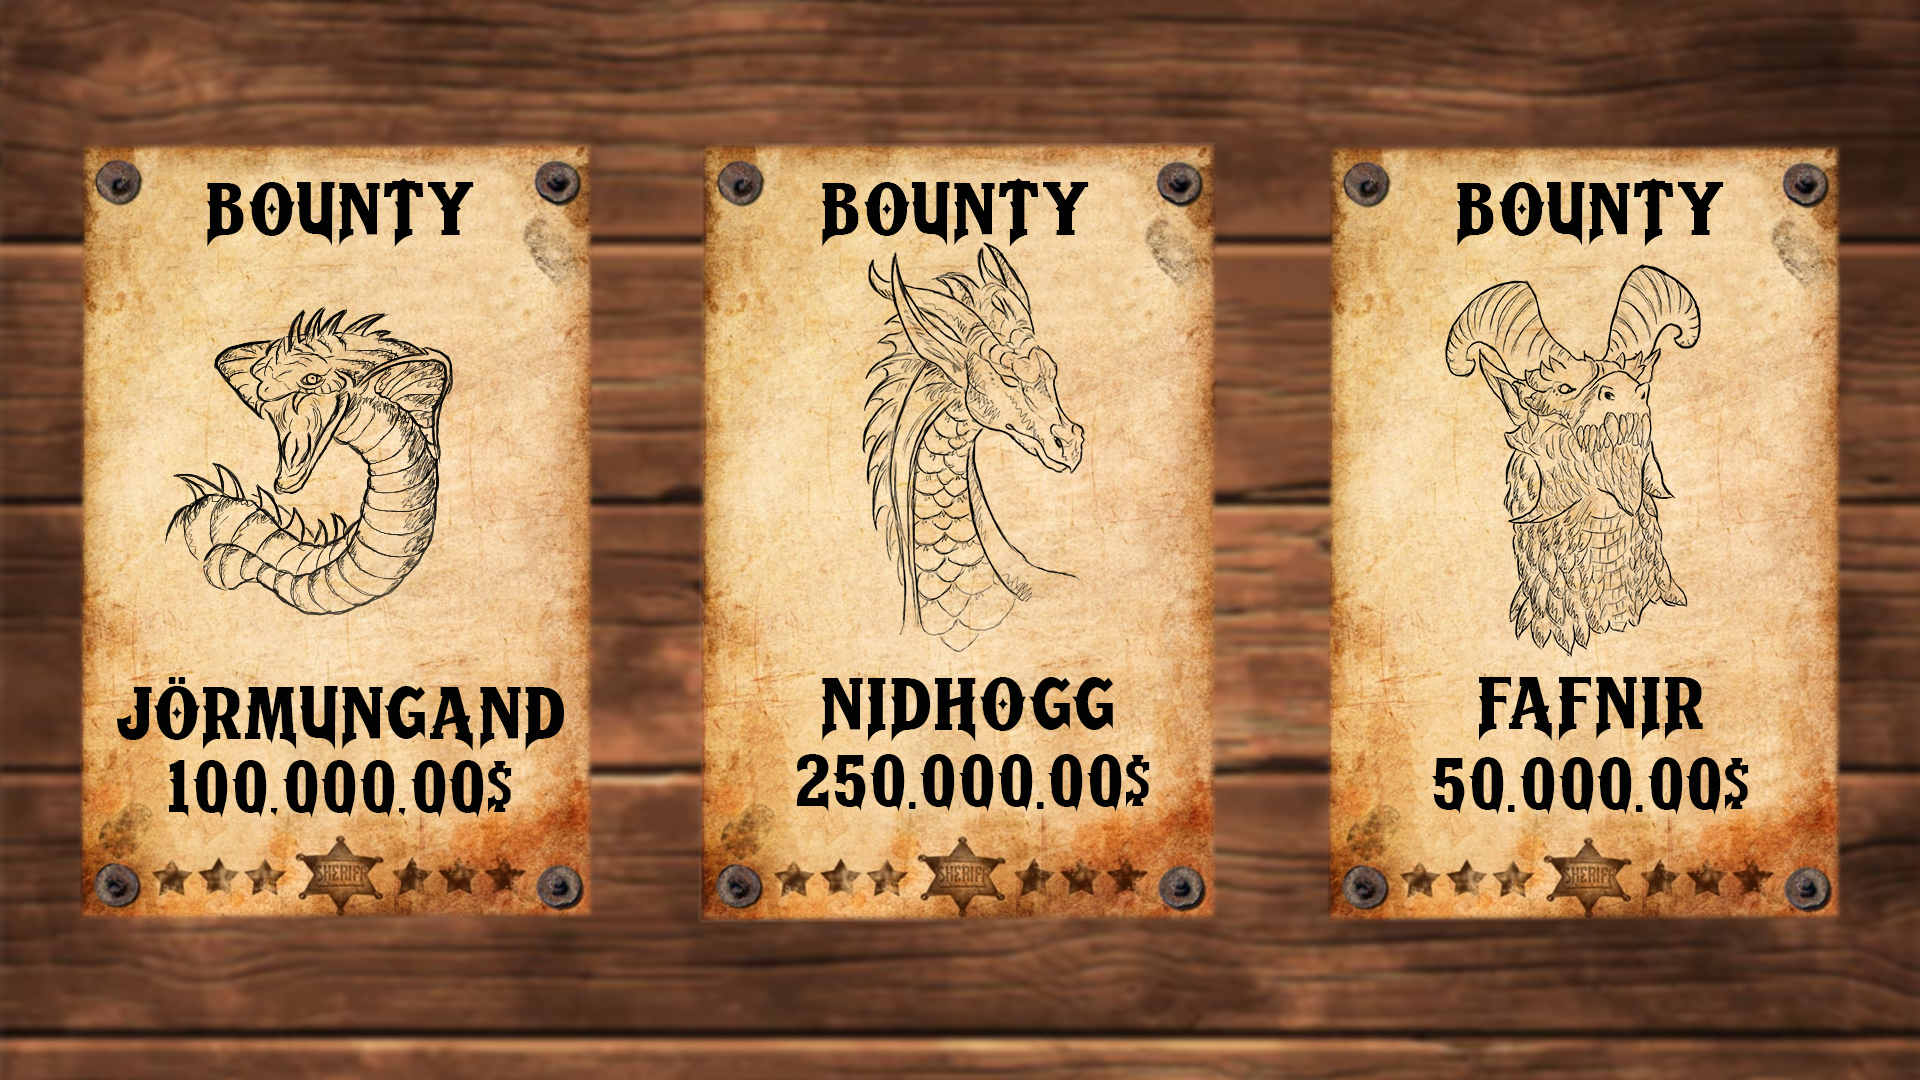 BOUNTY
JÖRMUNGAND
100.000.00$
SHERIFF
BOUNTY
NIDHOGG
250.000.00$
SHERIFF
BOUNTY
FAFNIR
50.000.00$
SHERIFF